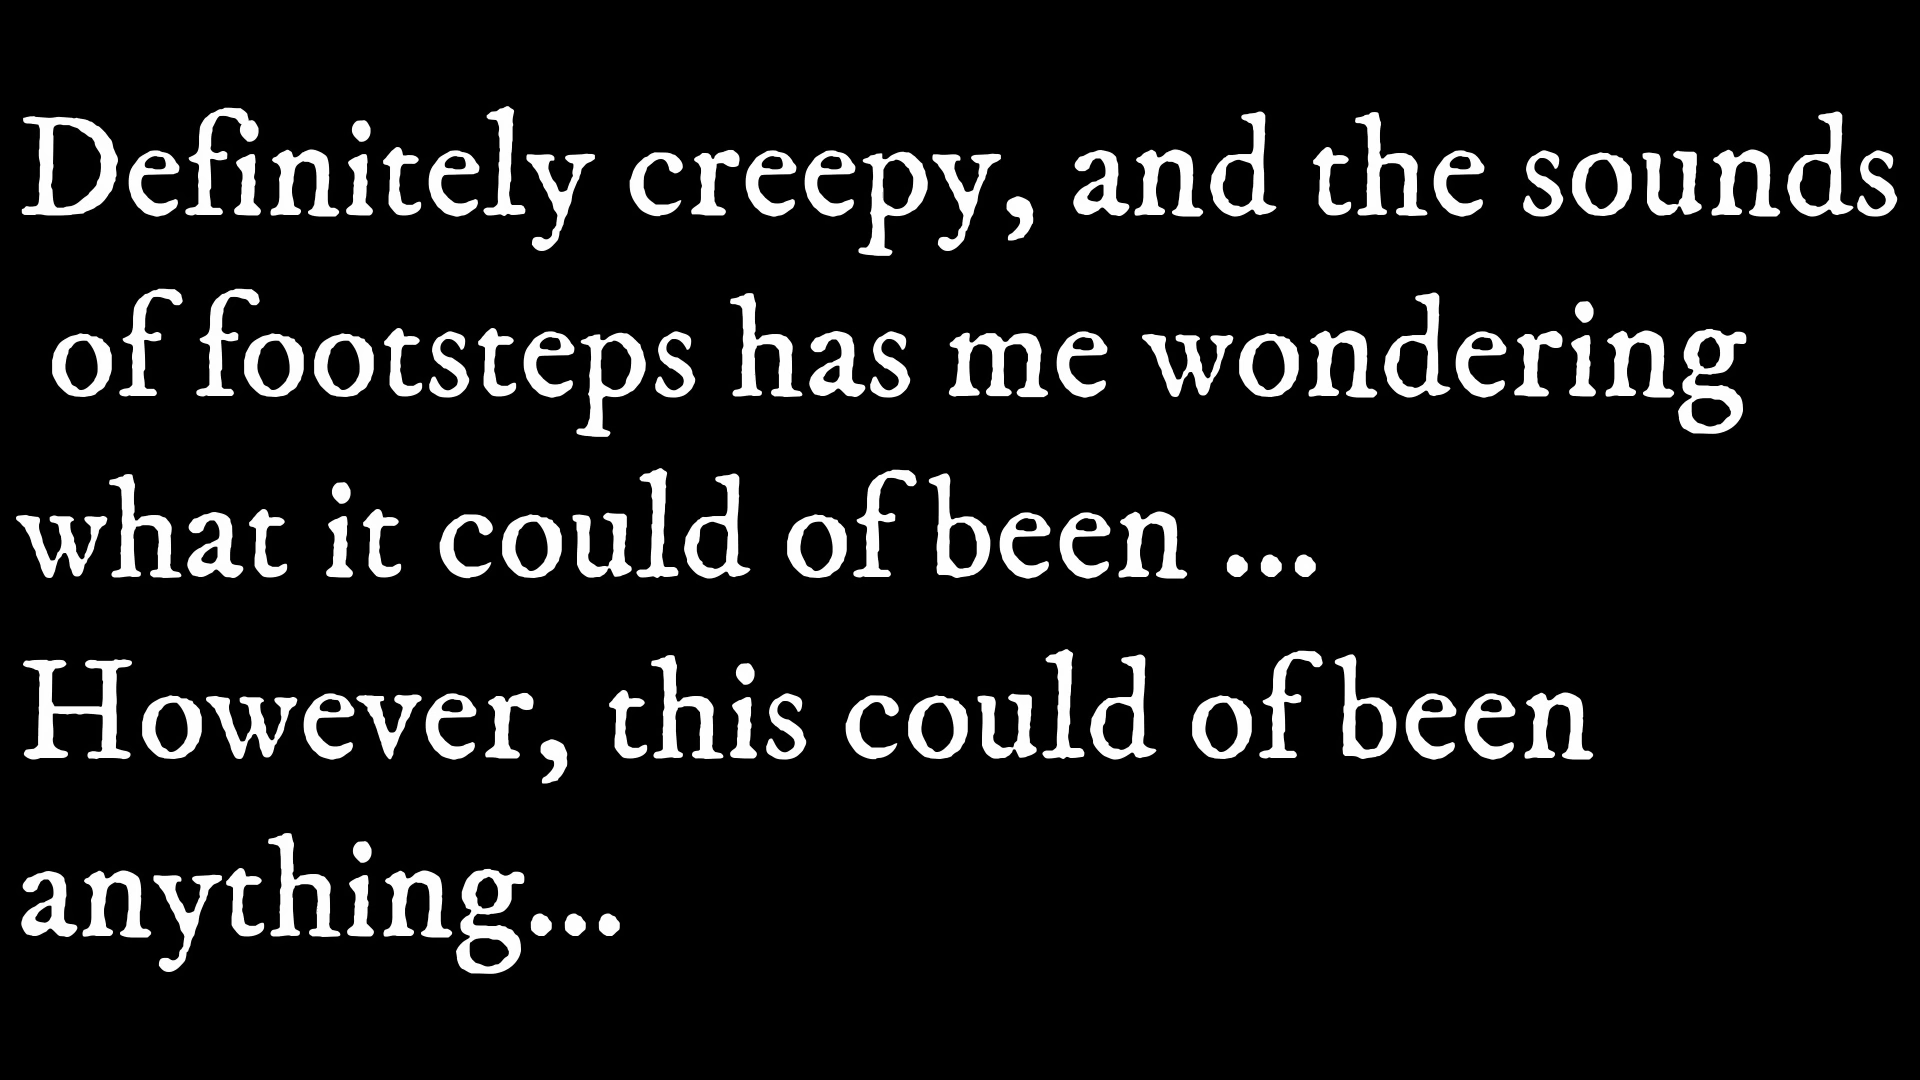 Definitely creepy, and the sounds
of footsteps has me wondering
what it could of been ...
However, this could of been
anything...